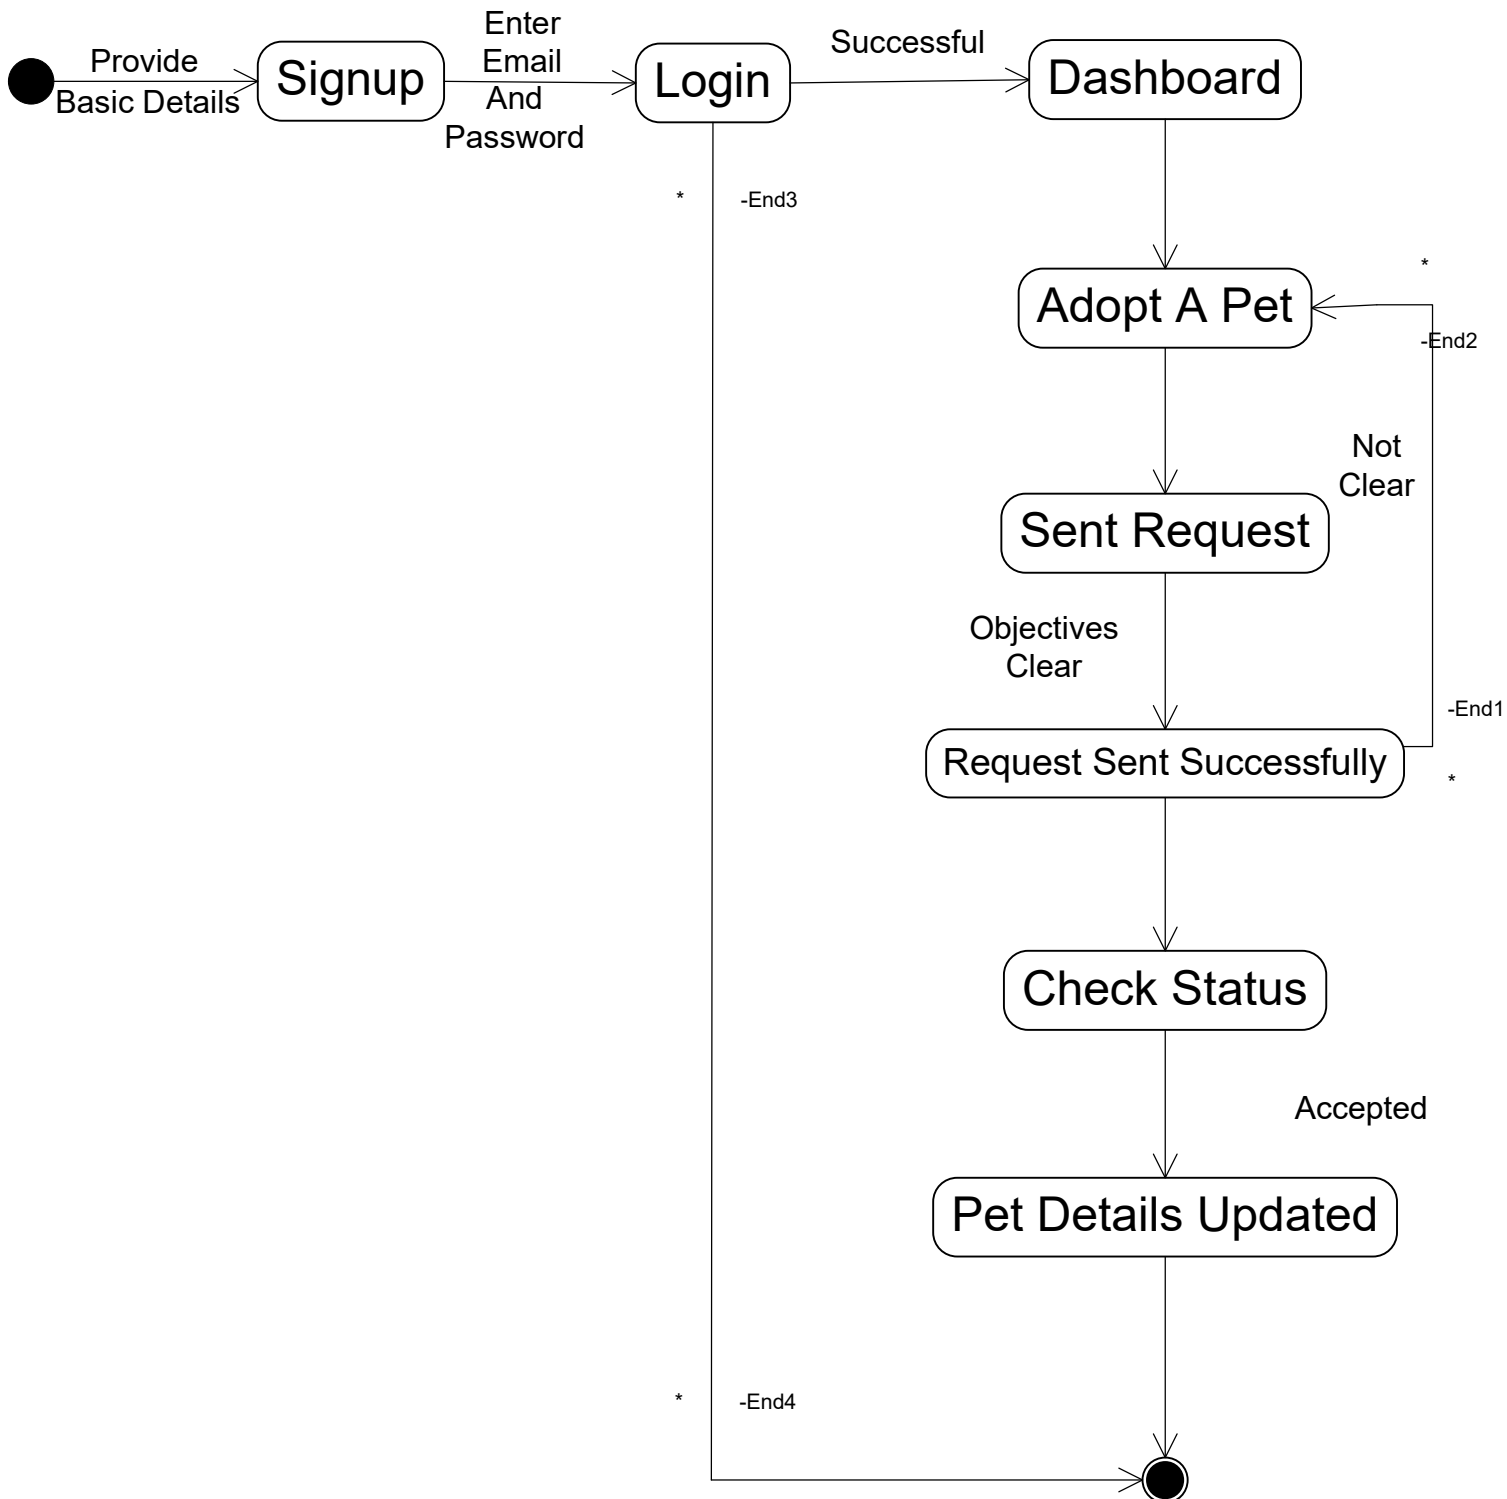 Provide
Basic Details
Signup
Enter
Email
And
Password
Login
Successful
Dashboard
*
-End3
Adopt A Pet
*
-End2
Not
Clear
Sent Request
Objectives
Clear
Request Sent Successfully
-End1
*
Check Status
Accepted
Pet Details Updated
*
-End4